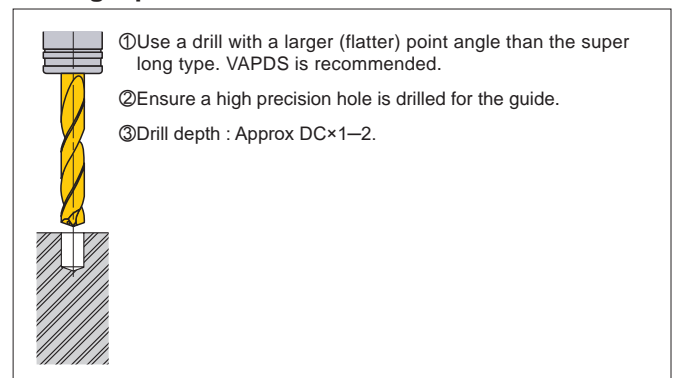 ①Use a drill with a larger (flatter) point angle than the super
long type. VAPDS is recommended.
②Ensure a high precision hole is drilled for the guide.
③Drill depth : Approx DC×1─2.